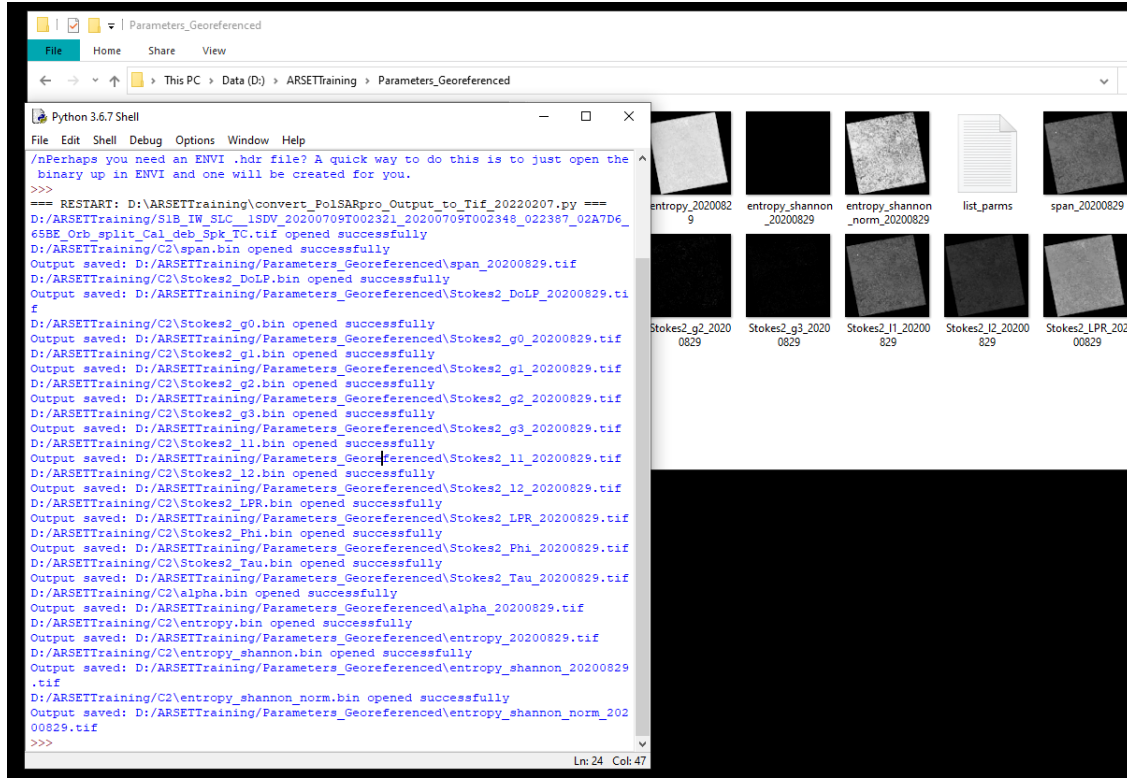 Parameters_Georeferenced
File Home Share View
This PC > Data (D:) > ARSETTraining > Parameters_Georeferenced
Python 3.6.7 Shell
File Edit Shell Debug Options Window Help
/nPerhaps you need an ENVI .hdr file? A quick way to do this is to just open the
binary up in ENVI and one will be created for you.
>>>
=== RESTART: D:\ARSETTraining\convert_PolSARpro_Output_to_Tif_20220207.py ===
D:/ARSETTraining/S1B_IW_SLC__1SDV_20200709T002321_20200709T002348_022387_02A7D6_
65BE_Orb_split_Cal_deb_Spk_TC.tif opened successfully
D:/ARSETTraining/C2\span.bin opened successfully
Output saved: D:/ARSETTraining/Parameters_Georeferenced\span_20200829.tif
D:/ARSETTraining/C2\Stokes2_DoLP.bin opened successfully
Output saved: D:/ARSETTraining/Parameters_Georeferenced\Stokes2_DoLP_20200829.ti
f
D:/ARSETTraining/C2\Stokes2_g0.bin opened successfully
Output saved: D:/ARSETTraining/Parameters_Georeferenced\Stokes2_g0_20200829.tif
D:/ARSETTraining/C2\Stokes2_g1.bin opened successfully
Output saved: D:/ARSETTraining/Parameters_Georeferenced\Stokes2_g1_20200829.tif
D:/ARSETTraining/C2\Stokes2_g2.bin opened successfully
Output saved: D:/ARSETTraining/Parameters_Georeferenced\Stokes2_g2_20200829.tif
D:/ARSETTraining/C2\Stokes2_g3.bin opened successfully
Output saved: D:/ARSETTraining/Parameters_Georeferenced\Stokes2_g3_20200829.tif
D:/ARSETTraining/C2\Stokes2_l1.bin opened successfully
Output saved: D:/ARSETTraining/Parameters_Georeferenced\Stokes2_l1_20200829.tif
D:/ARSETTraining/C2\Stokes2_l2.bin opened successfully
Output saved: D:/ARSETTraining/Parameters_Georeferenced\Stokes2_l2_20200829.tif
D:/ARSETTraining/C2\Stokes2_LPR.bin opened successfully
Output saved: D:/ARSETTraining/Parameters_Georeferenced\Stokes2_LPR_20200829.tif
D:/ARSETTraining/C2\Stokes2_Phi.bin opened successfully
Output saved: D:/ARSETTraining/Parameters_Georeferenced\Stokes2_Phi_20200829.tif
D:/ARSETTraining/C2\Stokes2_Tau.bin opened successfully
Output saved: D:/ARSETTraining/Parameters_Georeferenced\Stokes2_Tau_20200829.tif
D:/ARSETTraining/C2\alpha.bin opened successfully
Output saved: D:/ARSETTraining/Parameters_Georeferenced\alpha_20200829.tif
D:/ARSETTraining/C2\entropy.bin opened successfully
Output saved: D:/ARSETTraining/Parameters_Georeferenced\entropy_20200829.tif
D:/ARSETTraining/C2\entropy_shannon.bin opened successfully
Output saved: D:/ARSETTraining/Parameters_Georeferenced\entropy_shannon_20200829
.tif
D:/ARSETTraining/C2\entropy_shannon_norm.bin opened successfully
Output saved: D:/ARSETTraining/Parameters_Georeferenced\entropy_shannon_norm_202
00829.tif
>>>
Ln: 24 Col: 47
entropy_2020082 entropy_shannon entropy_shannon list_parms span_20200829
9 _20200829 _norm_20200829
Stokes2_g2_2020 Stokes2_g3_2020 Stokes2_l1_20200 Stokes2_l2_20200 Stokes2_LPR_202
0829 0829 829 829 00829